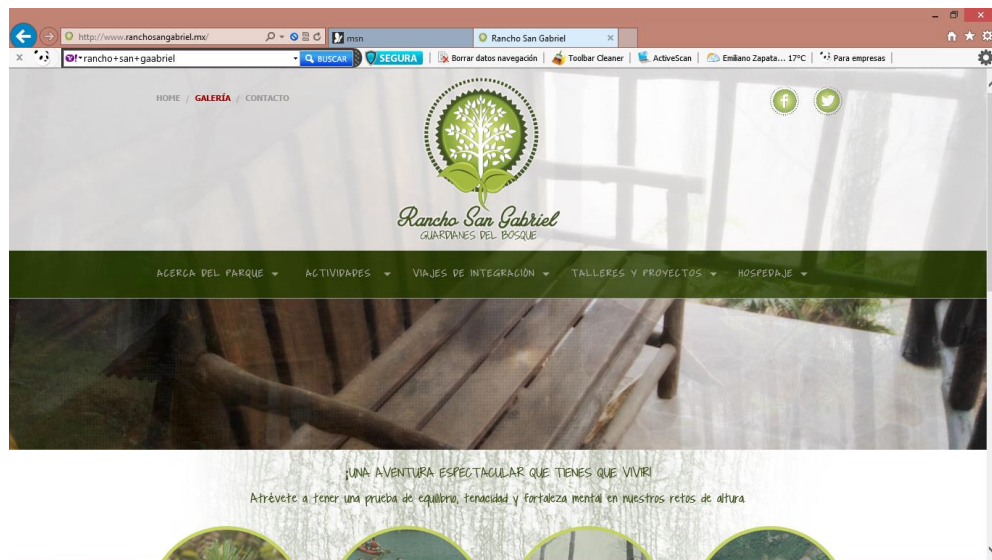 http://www.ranchosangabriel.mx/
msn
Rancho San Gabriel
rancho+san+gaabriel
BUSCAR
SEGURA
Borrar datos navegación
Toolbar Cleaner
ActiveScan
Emiliano Zapata... 17°C
Para empresas
HOME / GALERÍA / CONTACTO
Rancho San Gabriel
GUARDIANES DEL BOSQUE
ACERCA DEL PARQUE
ACTIVIDADES
VIAJES DE INTEGRACIÓN
TALLERES Y PROYECTOS
HOSPEDAJE
¡UNA AVENTURA ESPECTACULAR QUE TIENES QUE VIVIR!
Atrévete a tener una prueba de equilibrio, tenacidad y fortaleza mental en nuestros retos de altura.